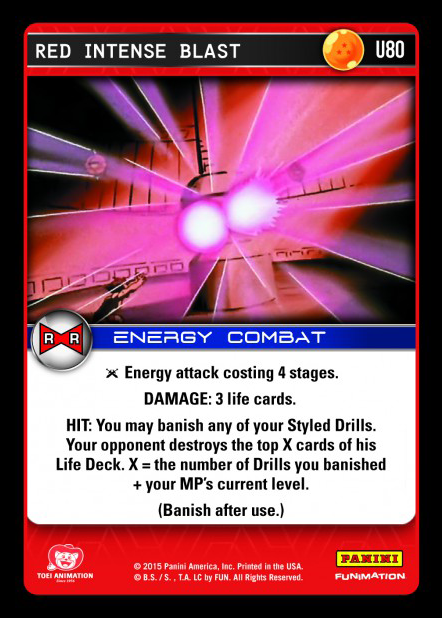 RED INTENSE BLAST
U80
R R
ENERGY COMBAT
Energy attack costing 4 stages.
DAMAGE: 3 life cards.
HIT: You may banish any of your Styled Drills.
Your opponent destroys the top X cards of his
Life Deck. X = the number of Drills you banished
+ your MP's current level.
(Banish after use.)
TOEI ANIMATION
Since 1956
© 2015 Panini America, Inc. Printed in the USA.
© B.S. / S. , T.A. LC by FUN. All Rights Reserved.
PANINI
FUNIMATION